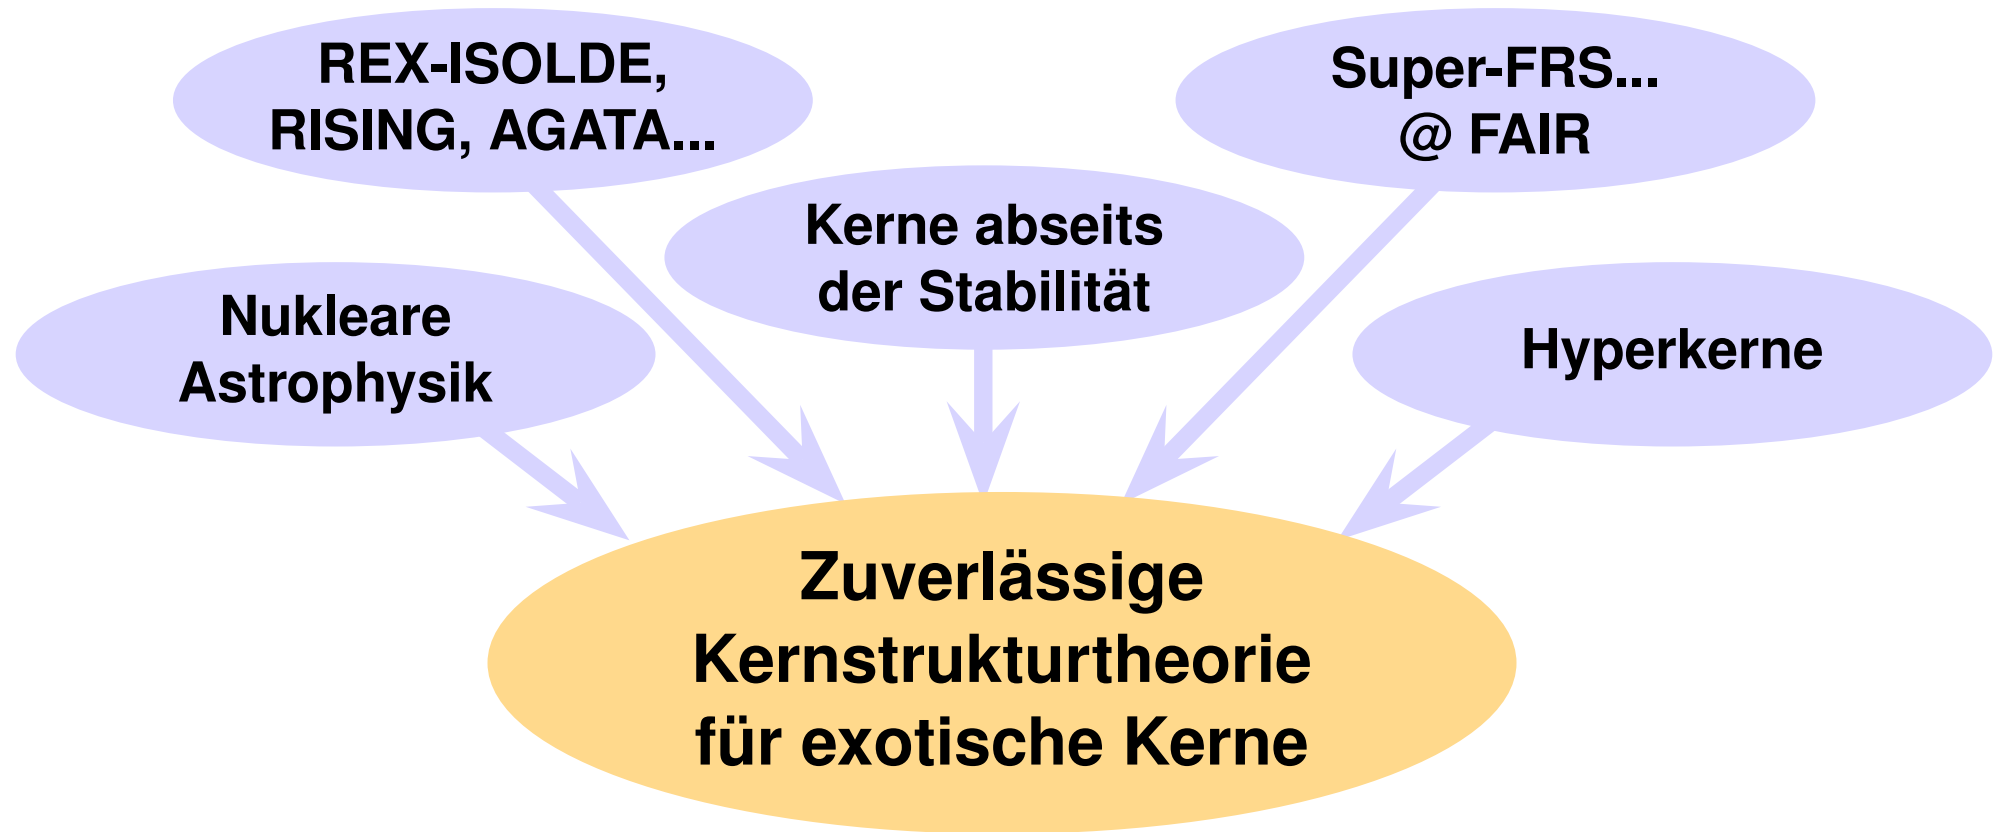 REX-ISOLDE,
RISING, AGATA...
Super-FRS...
@ FAIR
Kerne abseits
der Stabilität
Nukleare
Astrophysik
Hyperkerne
Zuverlässige
Kernstrukturtheorie
für exotische Kerne